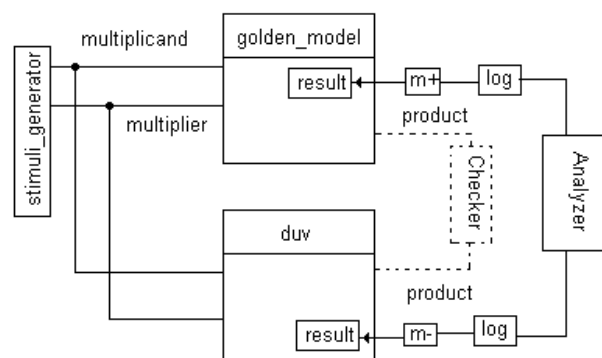 multiplicand
golden_model
result
m+
log
stimuli_generator
multiplier
product
Checker
Analyzer
duv
product
result
m-
log